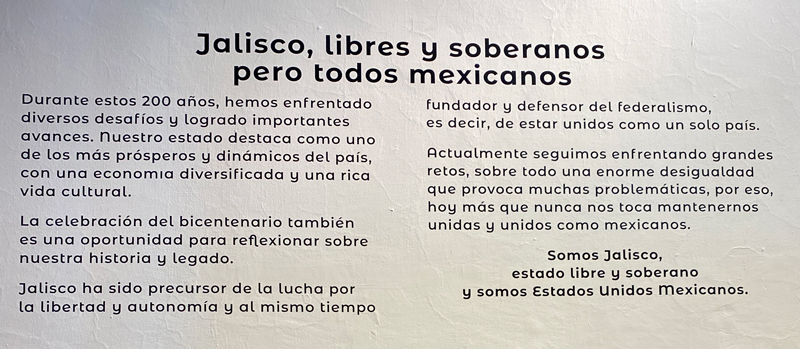 Jalisco, libres y soberanos
pero todos mexicanos
Durante estos 200 años, hemos enfrentado
diversos desafíos y logrado importantes
avances. Nuestro estado destaca como uno
de los más prósperos y dinámicos del país,
con una economía diversificada y una rica
vida cultural.
La celebración del bicentenario también
es una oportunidad para reflexionar sobre
nuestra historia y legado.
Jalisco ha sido precursor de la lucha por
la libertad y autonomía y al mismo tiempo
fundador y defensor del federalismo,
es decir, de estar unidos como un solo país.
Actualmente seguimos enfrentando grandes
retos, sobre todo una enorme desigualdad
que provoca muchas problemáticas, por eso,
hoy más que nunca nos toca mantenernos
unidas y unidos como mexicanos.
Somos Jalisco,
estado libre y soberano
y somos Estados Unidos Mexicanos.